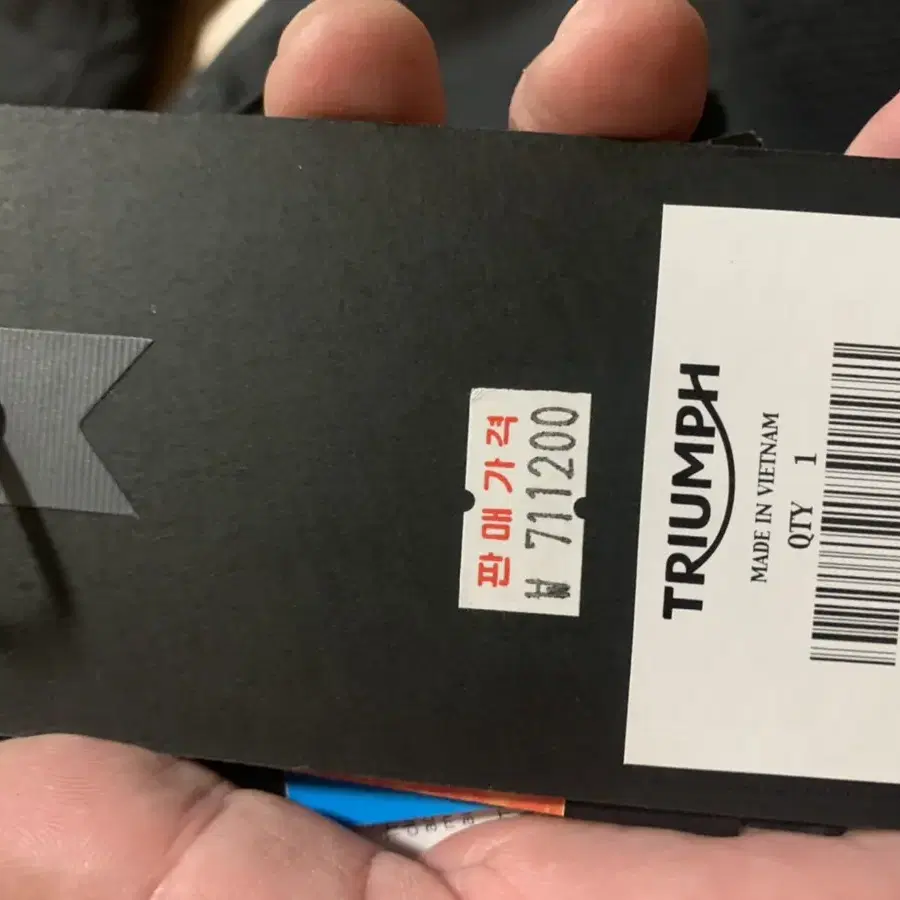 판매가격
₩ 711200
TRIUMPH
MADE IN VIETNAM
QTY 1